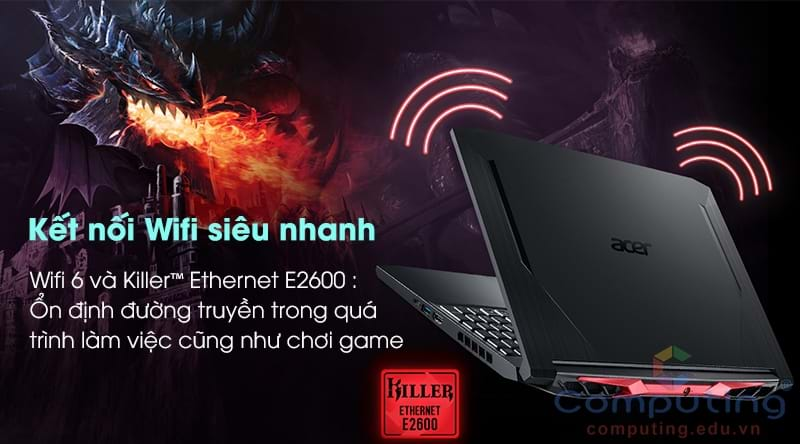 Kết nối Wifi siêu nhanh
Wifi 6 và Killer™ Ethernet E2600 :
Ổn định đường truyền trong quá
trình làm việc cũng như chơi game
acer
KILLER
ETHERNET
E2600
Computing
computing.edu.vn